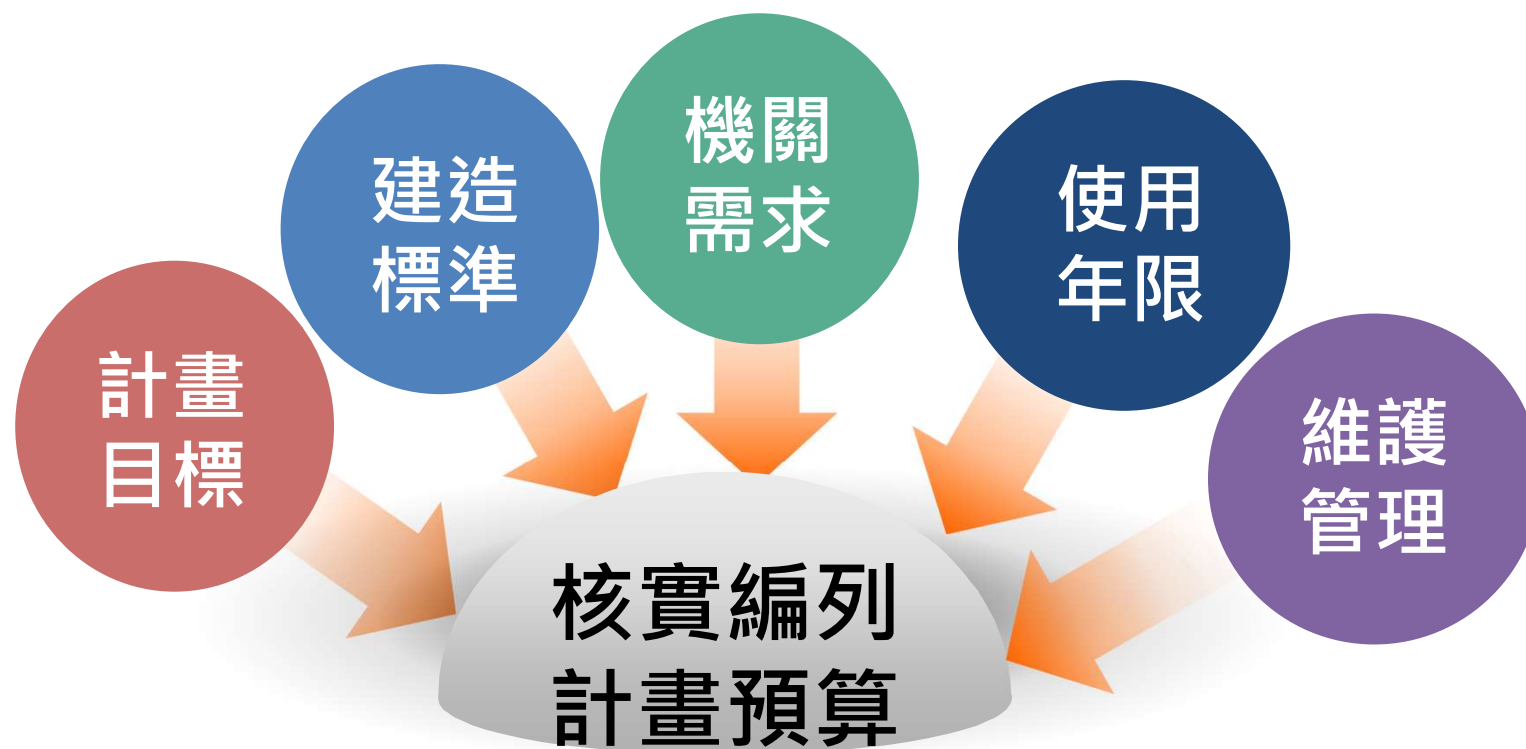 計畫
目標
建造
標準
機關
需求
使用
年限
維護
管理
核實編列
計畫預算